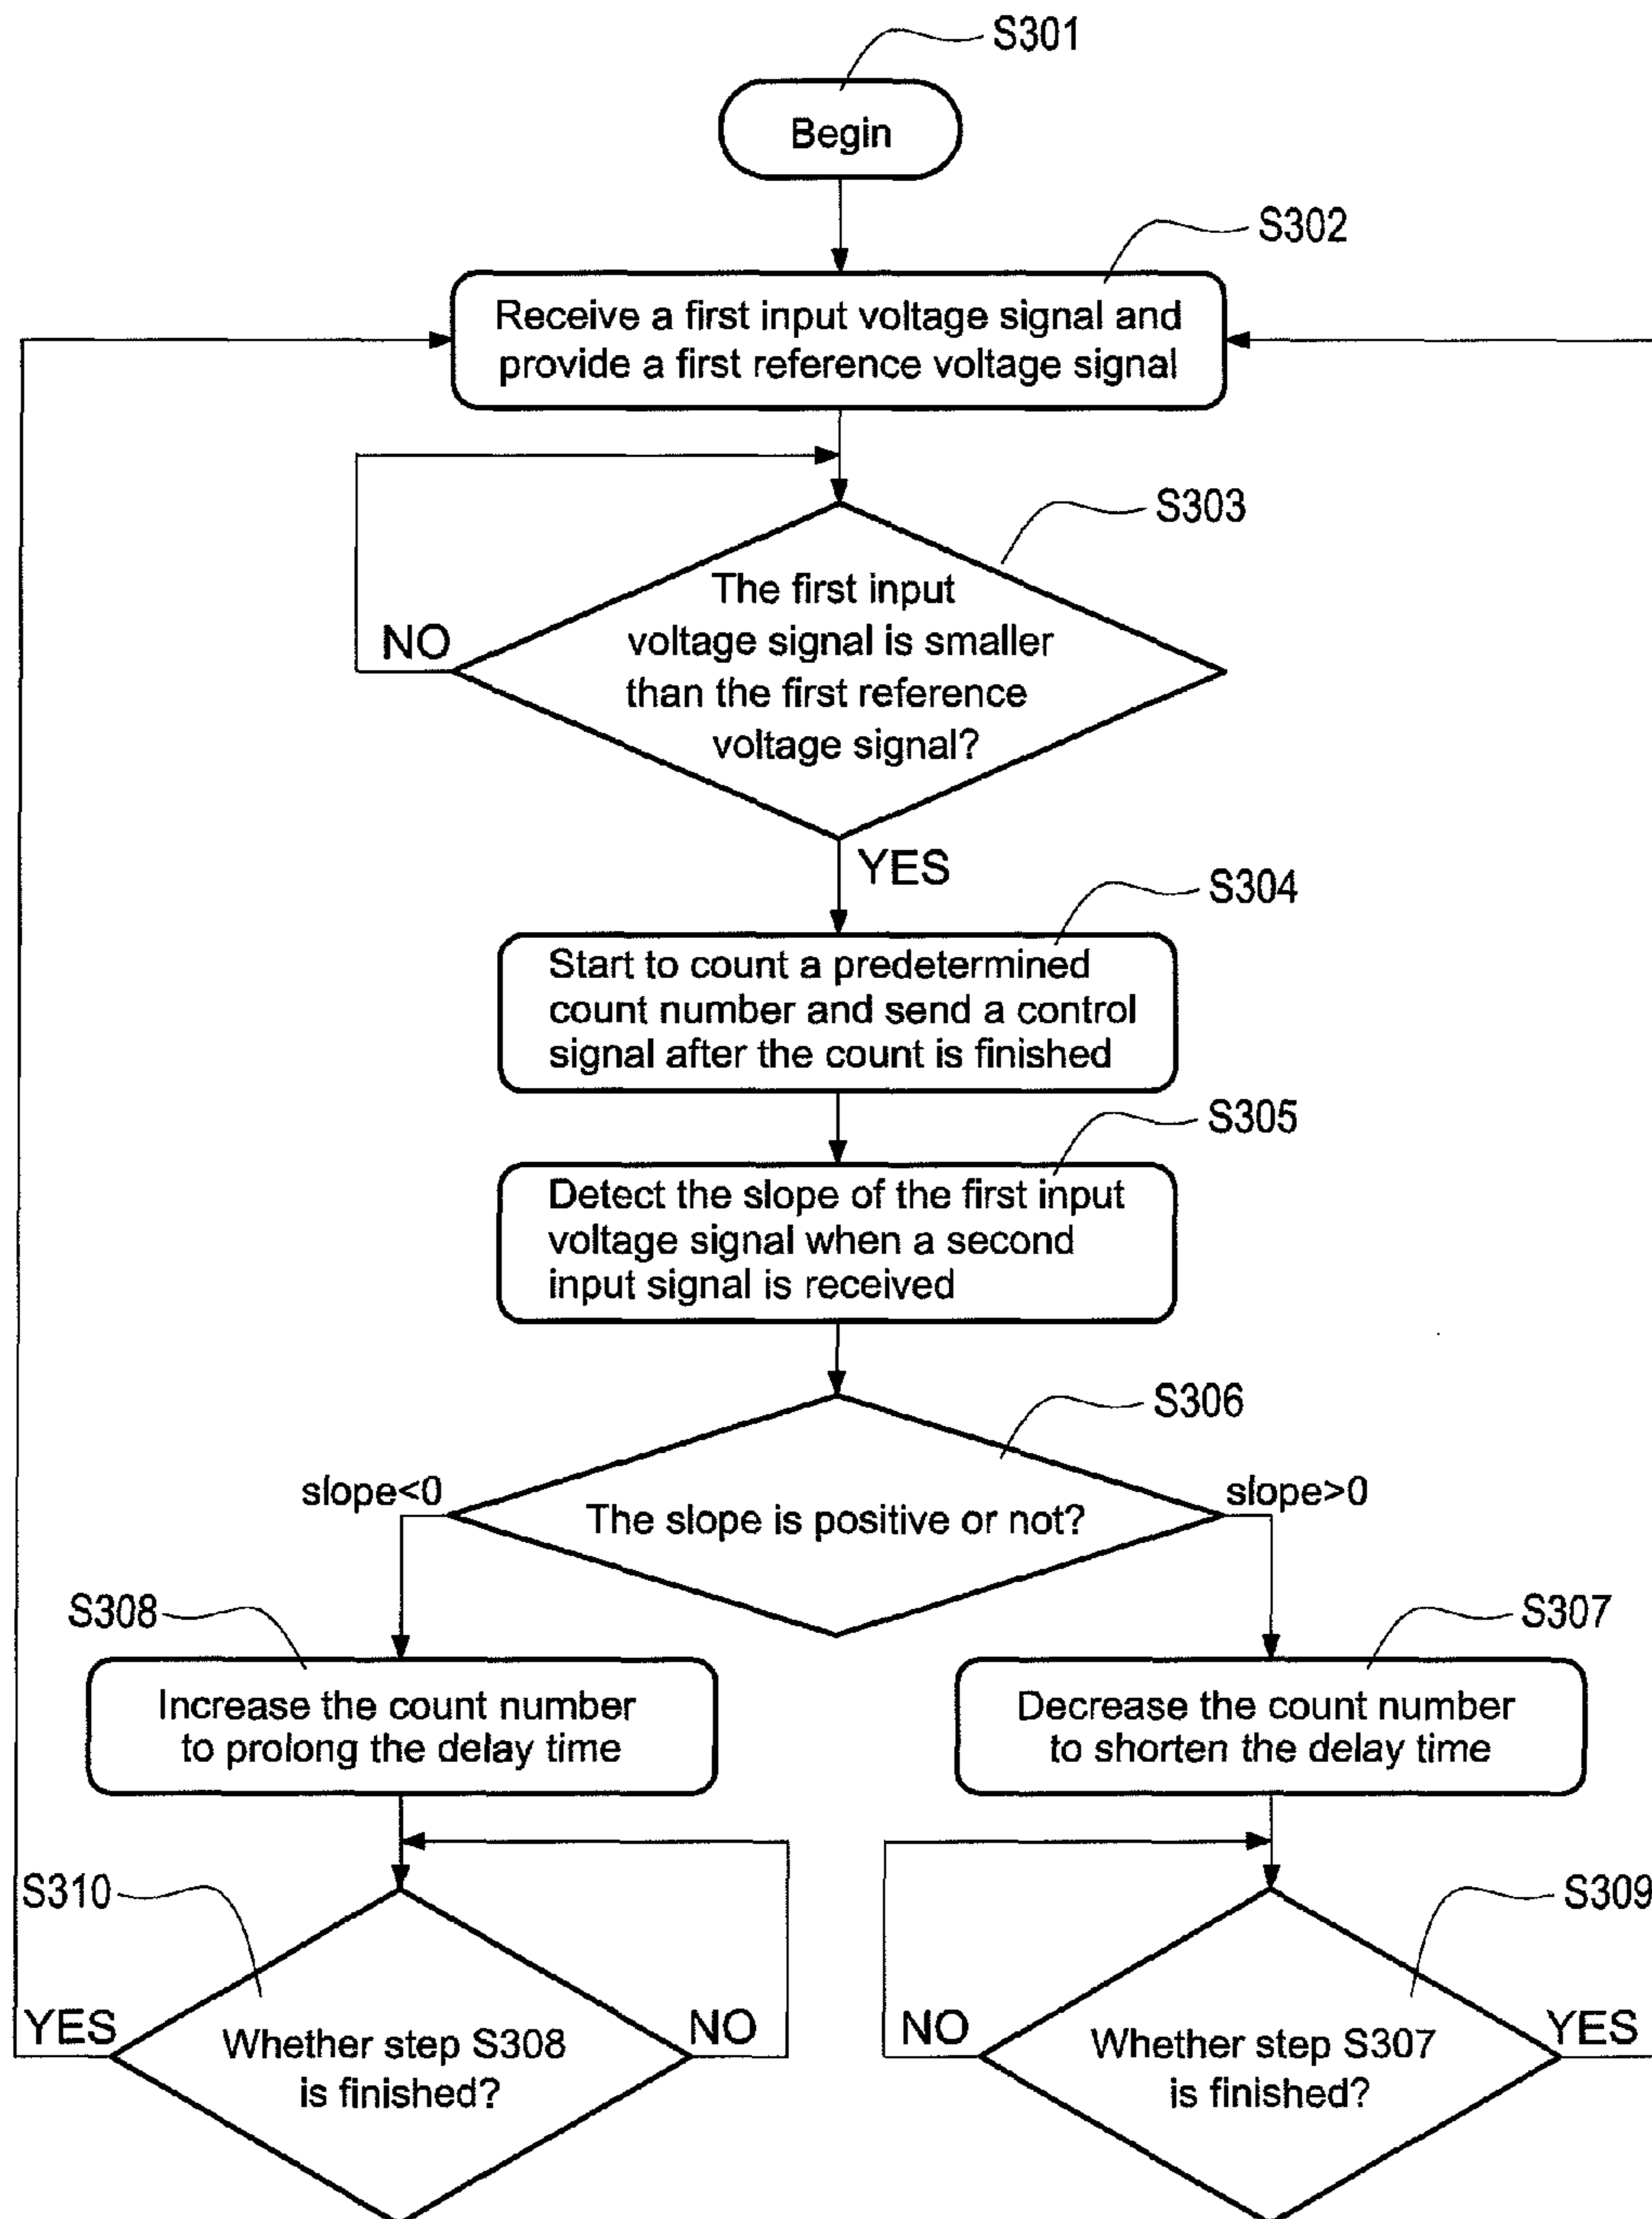 S301
Begin
S302
Receive a first input voltage signal and
provide a first reference voltage signal
S303
The first input
voltage signal is smaller
than the first reference
voltage signal?
NO
YES
S304
Start to count a predetermined
count number and send a control
signal after the count is finished
S305
Detect the slope of the first input
voltage signal when a second
input signal is received
S306
slope<0
The slope is positive or not?
slope>0
S308
S307
Increase the count number
to prolong the delay time
Decrease the count number
to shorten the delay time
S310
S309
YES
Whether step S308
is finished?
NO
NO
Whether step S307
is finished?
YES